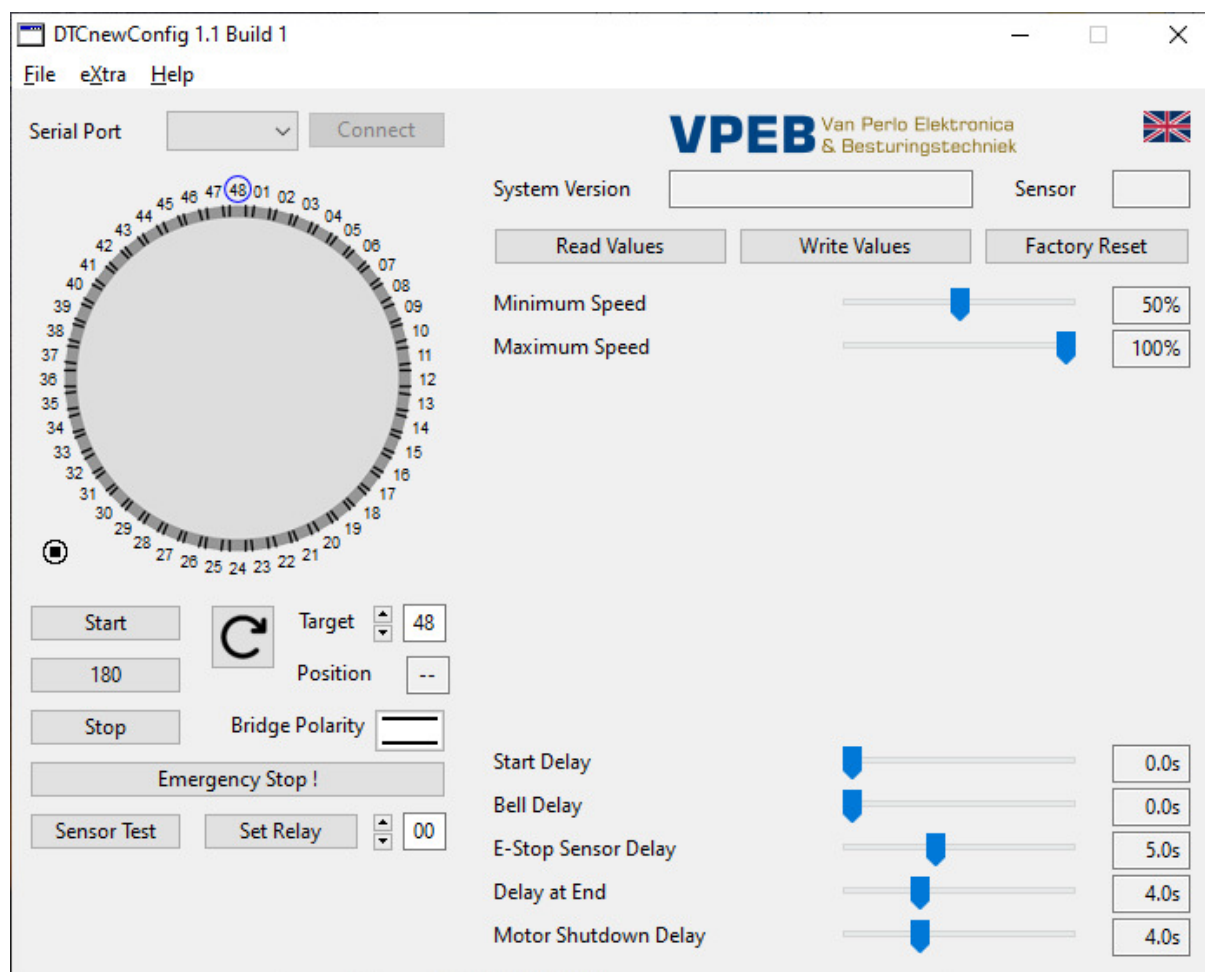 DTCnewConfig 1.1 Build 1
File eXtra Help
Serial Port Connect
VPEB Van Perlo Elektronica
& Besturingstechniek
System Version Sensor
Read Values Write Values Factory Reset
Minimum Speed 50%
Maximum Speed 100%
48 01 02 03 04 05 06 07 08 09 10 11 12 13 14 15 16 17 18 19 20 21 22 23 24 25 26 27 28 29 30 31 32 33 34 35 36 37 38 39 40 41 42 43 44 45 46 47
Start Target 48
180 Position --
Stop Bridge Polarity
Emergency Stop !
Sensor Test Set Relay 00
Start Delay 0.0s
Bell Delay 0.0s
E-Stop Sensor Delay 5.0s
Delay at End 4.0s
Motor Shutdown Delay 4.0s